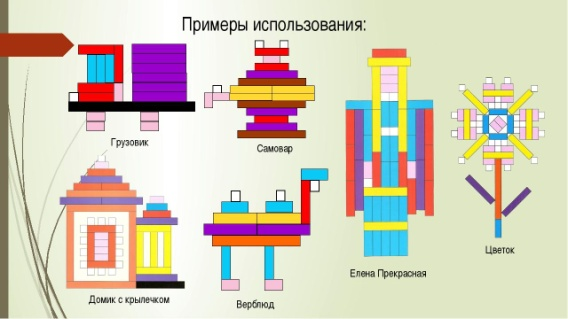 Примеры использования:
Грузовик
Самовар
Елена Прекрасная
Цветок
Домик с крылечком
Верблюд